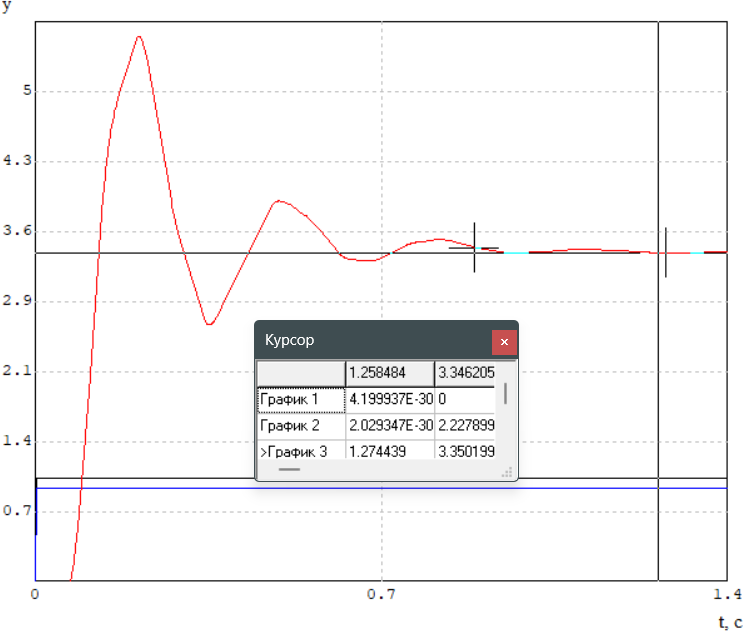 y
5
4.3
3.6
2.9
2.1
1.4
0.7
Курсор
×
1.258484 3.346205
График 1 4.199937E-30 0
График 2 2.029347E-30 2.227899
>График 3 1.274439 3.350199
0 0.7 1.4
t, c